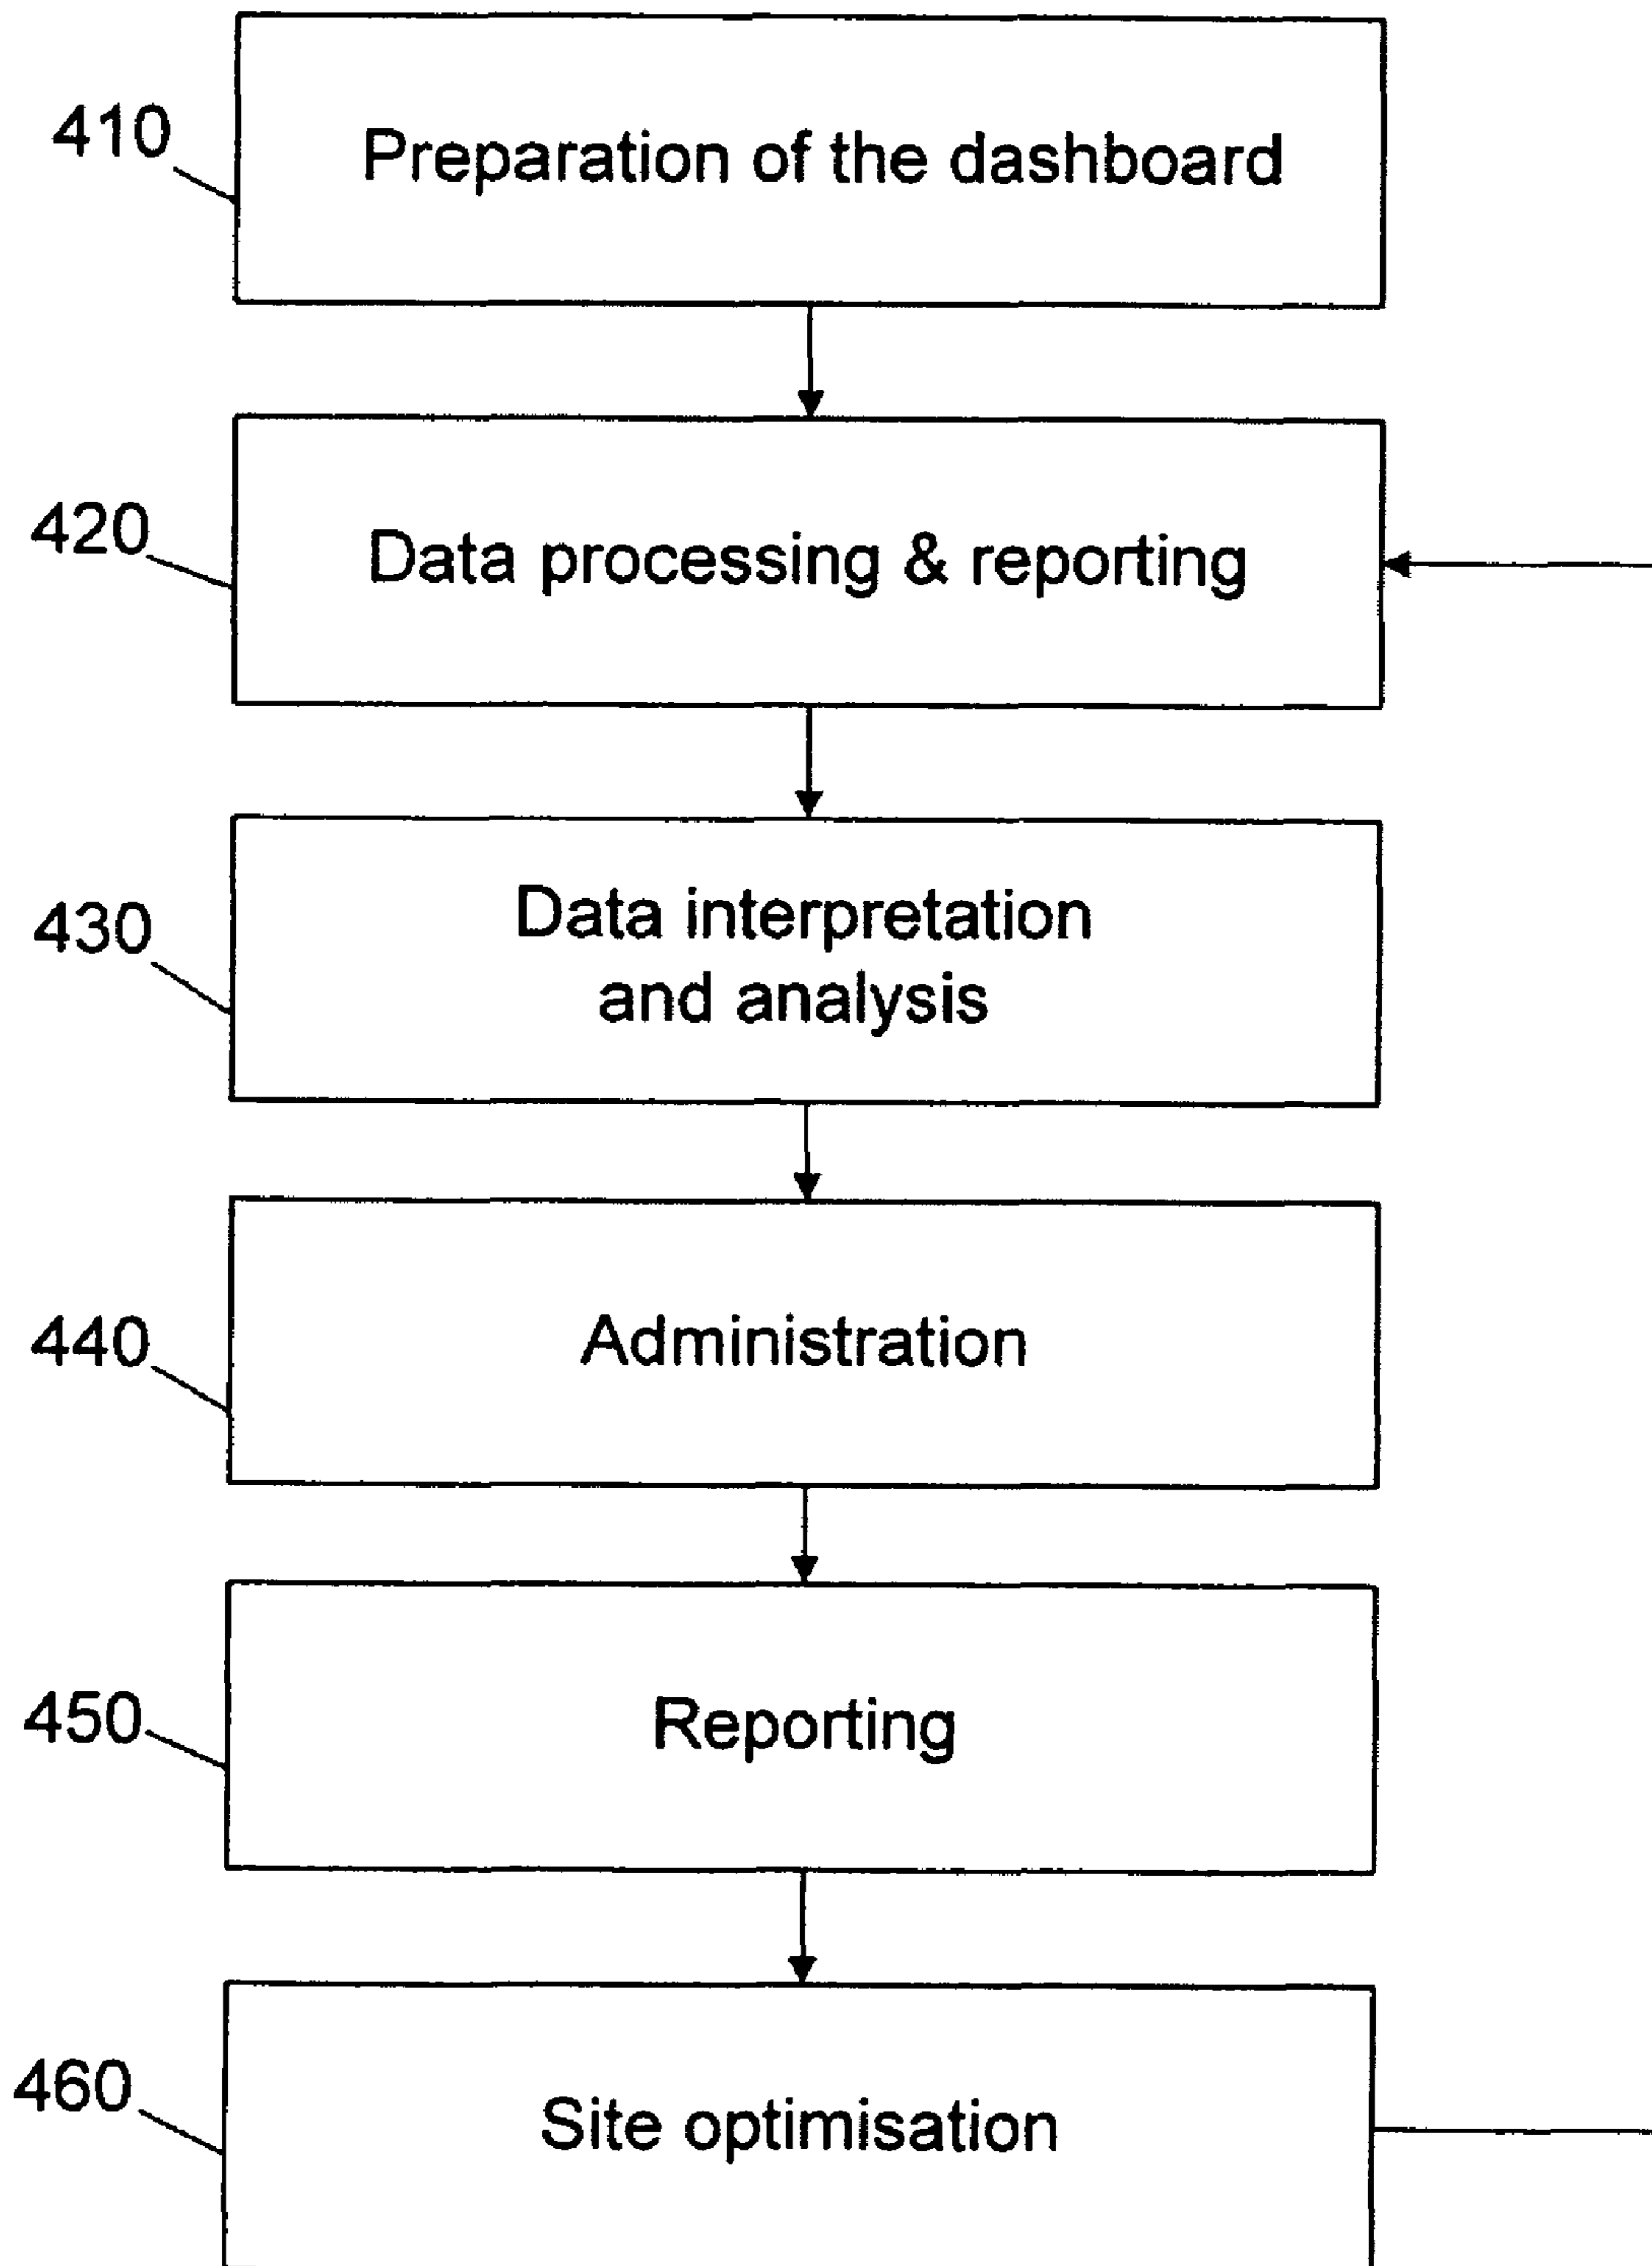 410
Preparation of the dashboard
420
Data processing & reporting
430
Data interpretation
and analysis
440
Administration
450
Reporting
460
Site optimisation